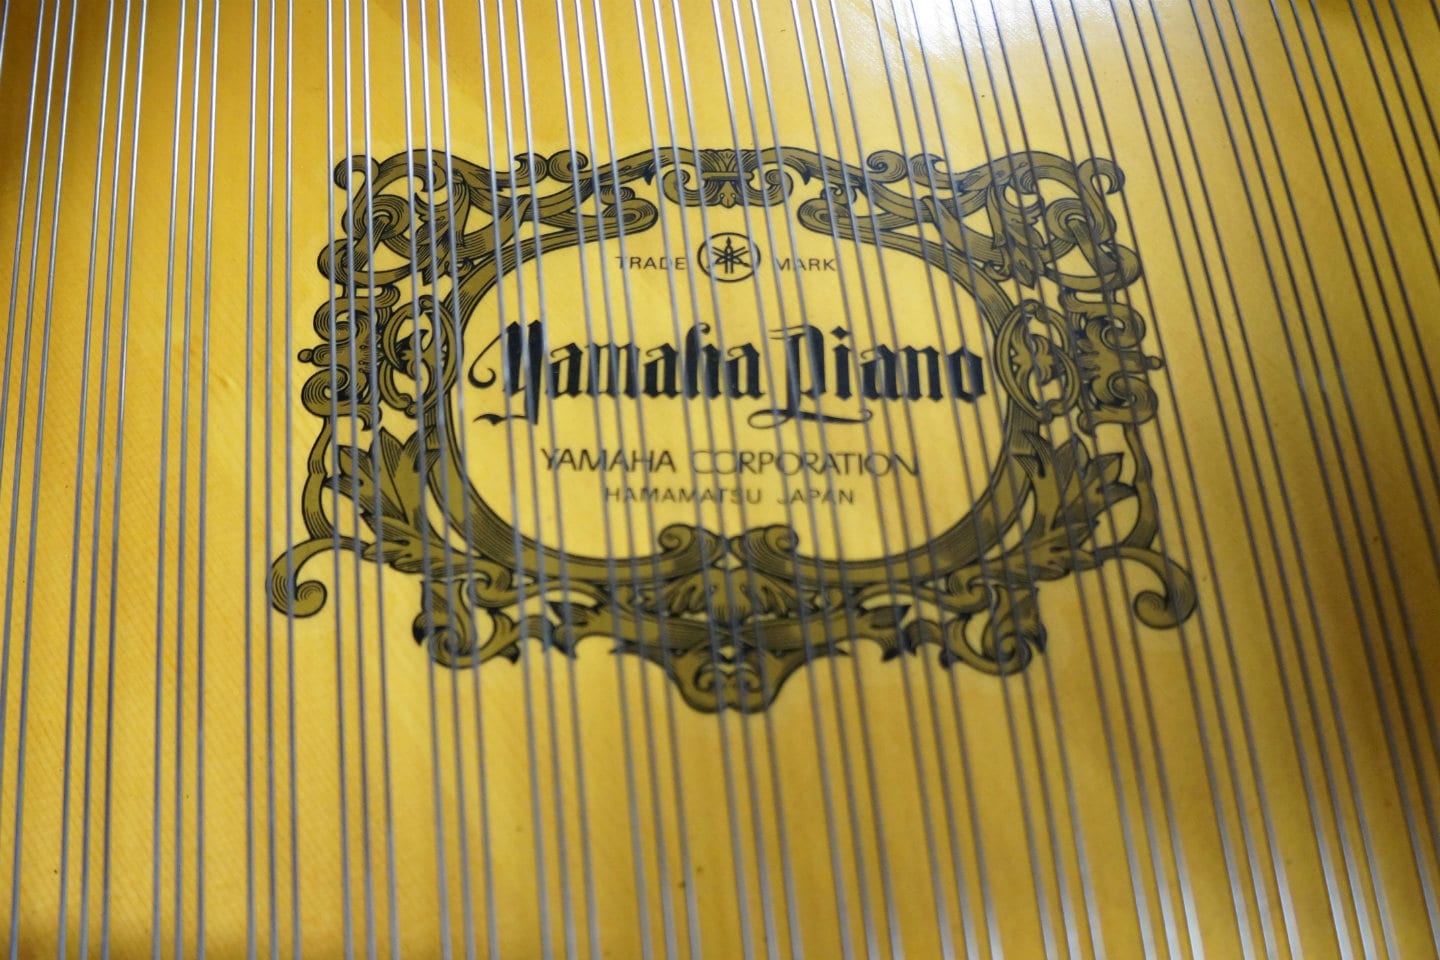 TRADE MARK
Yamaha Piano
YAMAHA CORPORATION
HAMAMATSU JAPAN